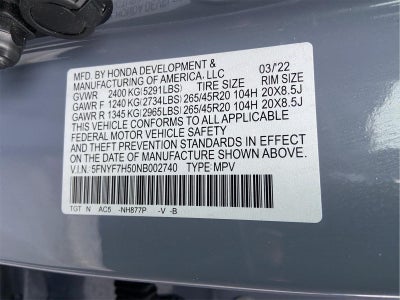 MFD. BY HONDA DEVELOPMENT & 03/'22
MANUFACTURING OF AMERICA, LLC
GVWR 2400 KG(5291LBS) TIRE SIZE RIM SIZE
GAWR F 1240 KG(2734LBS) 265/45R20 104H 20X8.5J
GAWR R 1345 KG(2965LBS) 265/45R20 104H 20X8.5J
THIS VEHICLE CONFORMS TO ALL APPLICABLE
FEDERAL MOTOR VEHICLE SAFETY
AND THEFT PREVENTION STANDARDS IN EFFECT
ON THE DATE OF MANUFACTURE SHOWN ABOVE.
V.I.N. 5FNYF7H50NB002740 TYPE: MPV
TGT N AC5 -NH877P -V -B